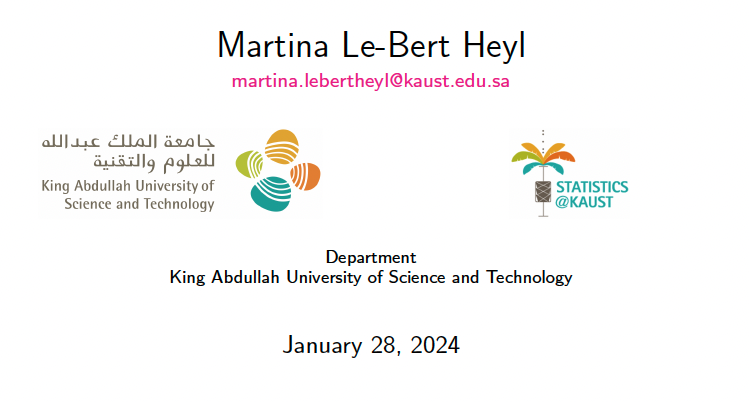 Martina Le-Bert Heyl
martina.lebertheyl@kaust.edu.sa
جامعة الملك عبدالله
للعلوم والتقنية
King Abdullah University of
Science and Technology
STATISTICS
@KAUST
Department
King Abdullah University of Science and Technology
January 28, 2024